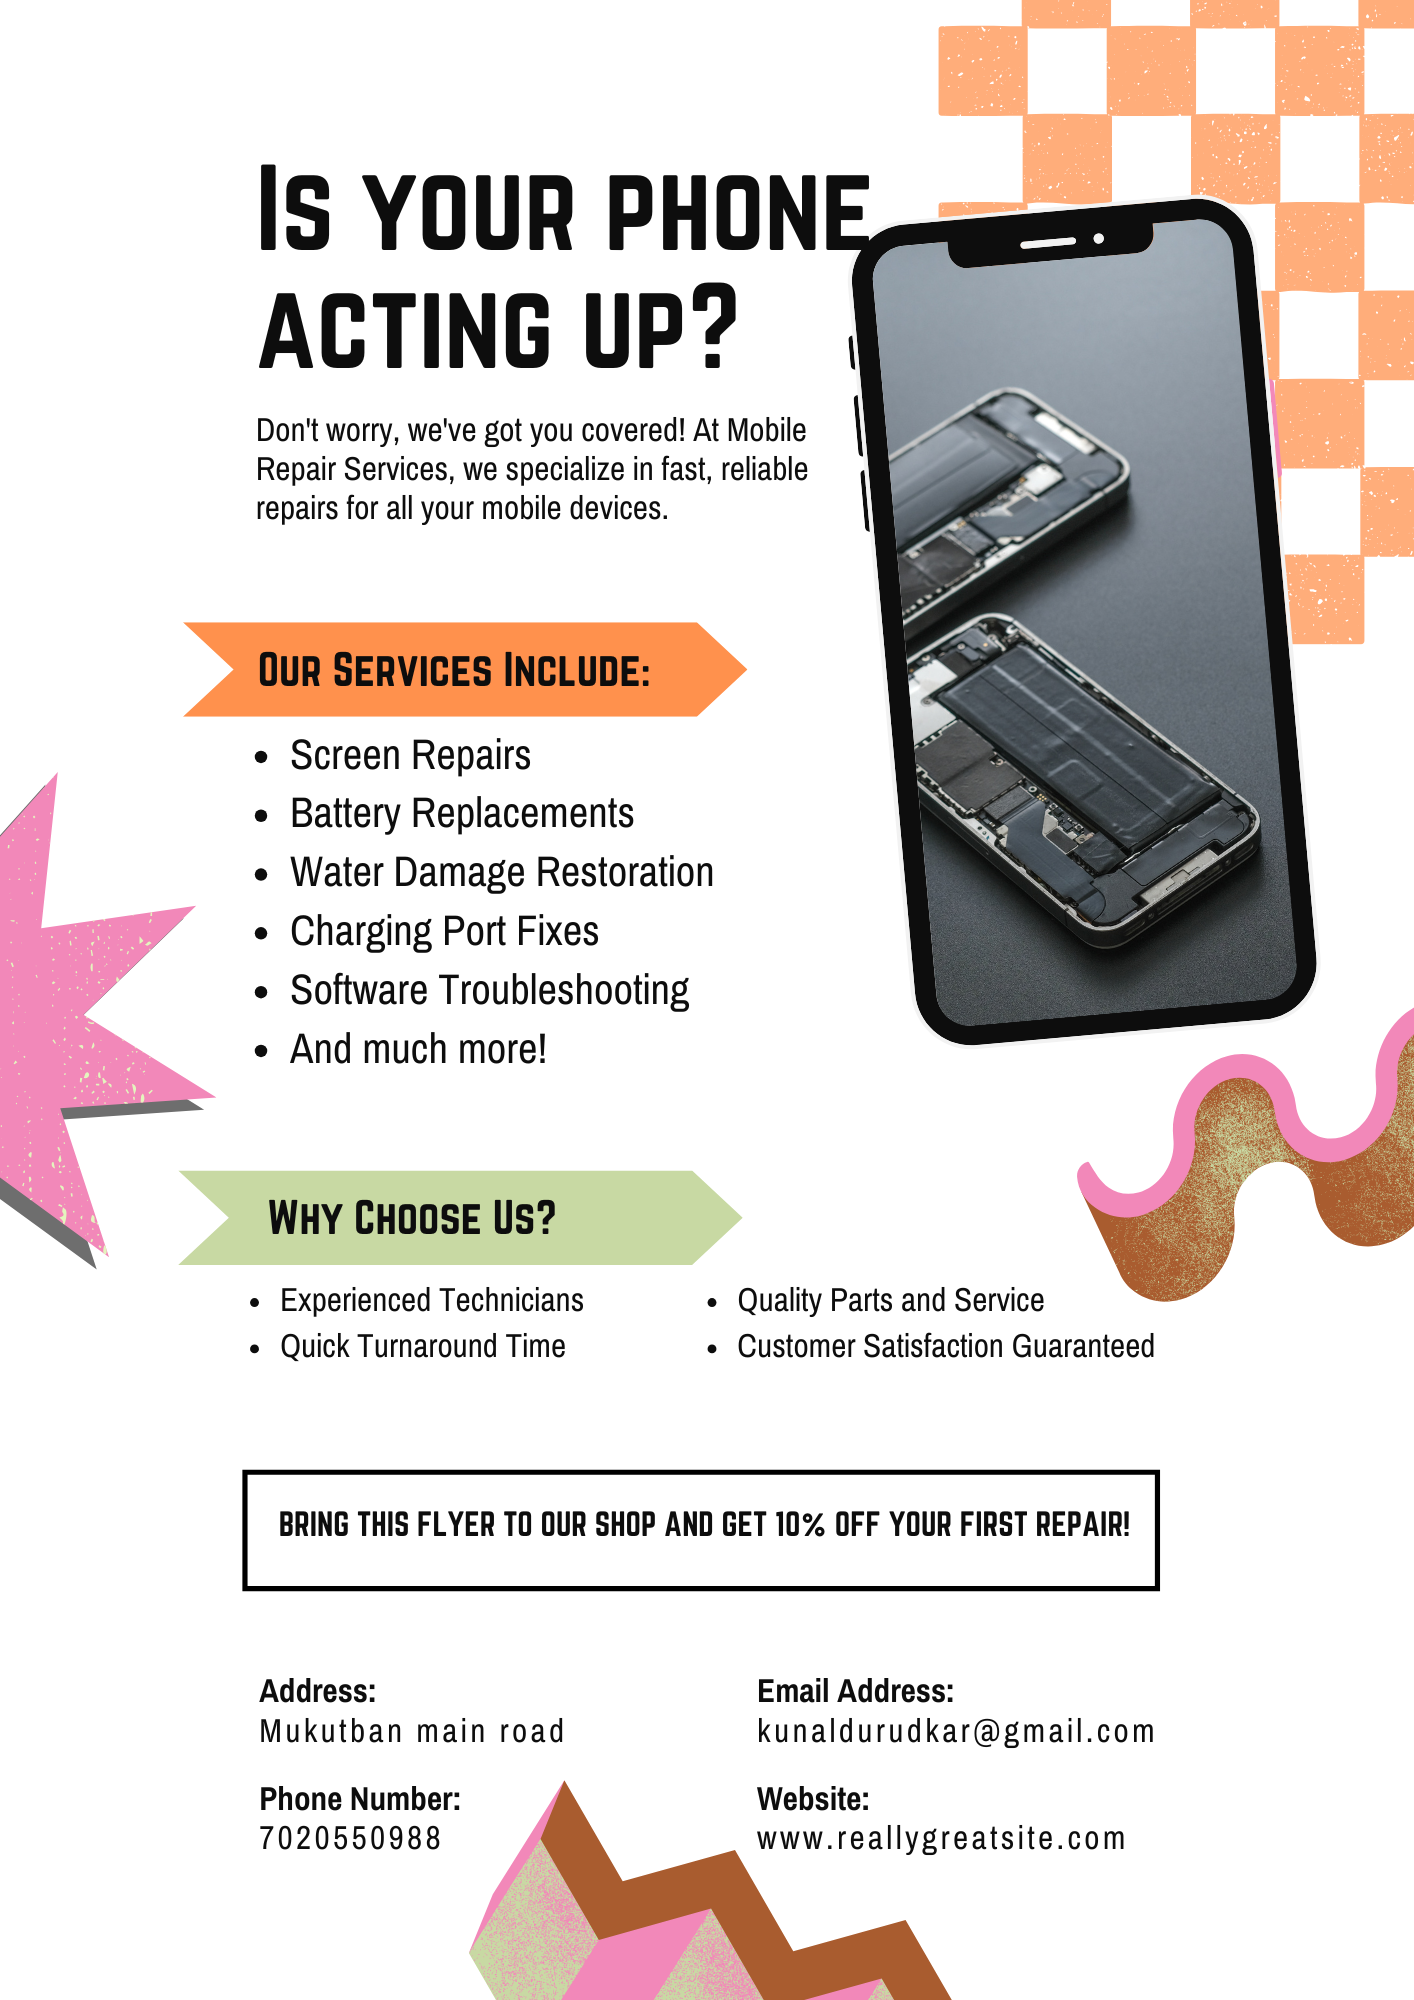 Is your phone
acting up?
Don't worry, we've got you covered! At Mobile
Repair Services, we specialize in fast, reliable
repairs for all your mobile devices.
Our Services Include:
• Screen Repairs
• Battery Replacements
• Water Damage Restoration
• Charging Port Fixes
• Software Troubleshooting
• And much more!
Why Choose Us?
• Experienced Technicians
• Quick Turnaround Time
• Quality Parts and Service
• Customer Satisfaction Guaranteed
BRING THIS FLYER TO OUR SHOP AND GET 10% OFF YOUR FIRST REPAIR!
Address:
Mukutban main road
Phone Number:
7020550988
Email Address:
kunaldurudkar@gmail.com
Website:
www.reallygreatsite.com